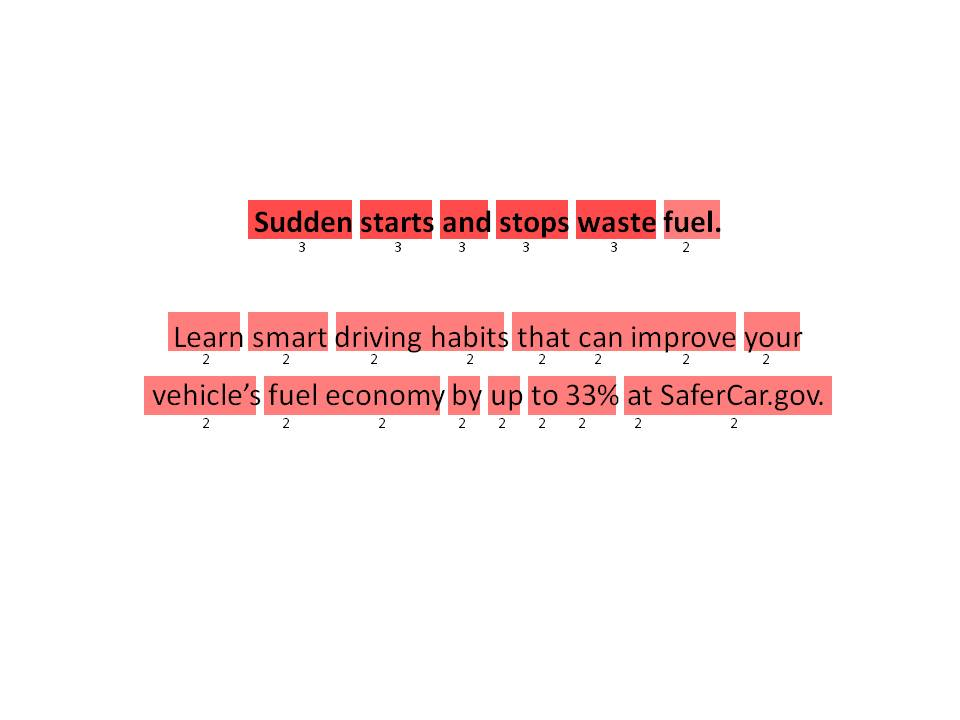 Sudden starts and stops waste fuel.
3 3 3 3 3 2
Learn smart driving habits that can improve your
2 2 2 2 2 2 2 2
vehicle’s fuel economy by up to 33% at SaferCar.gov.
2 2 2 2 2 2 2 2 2